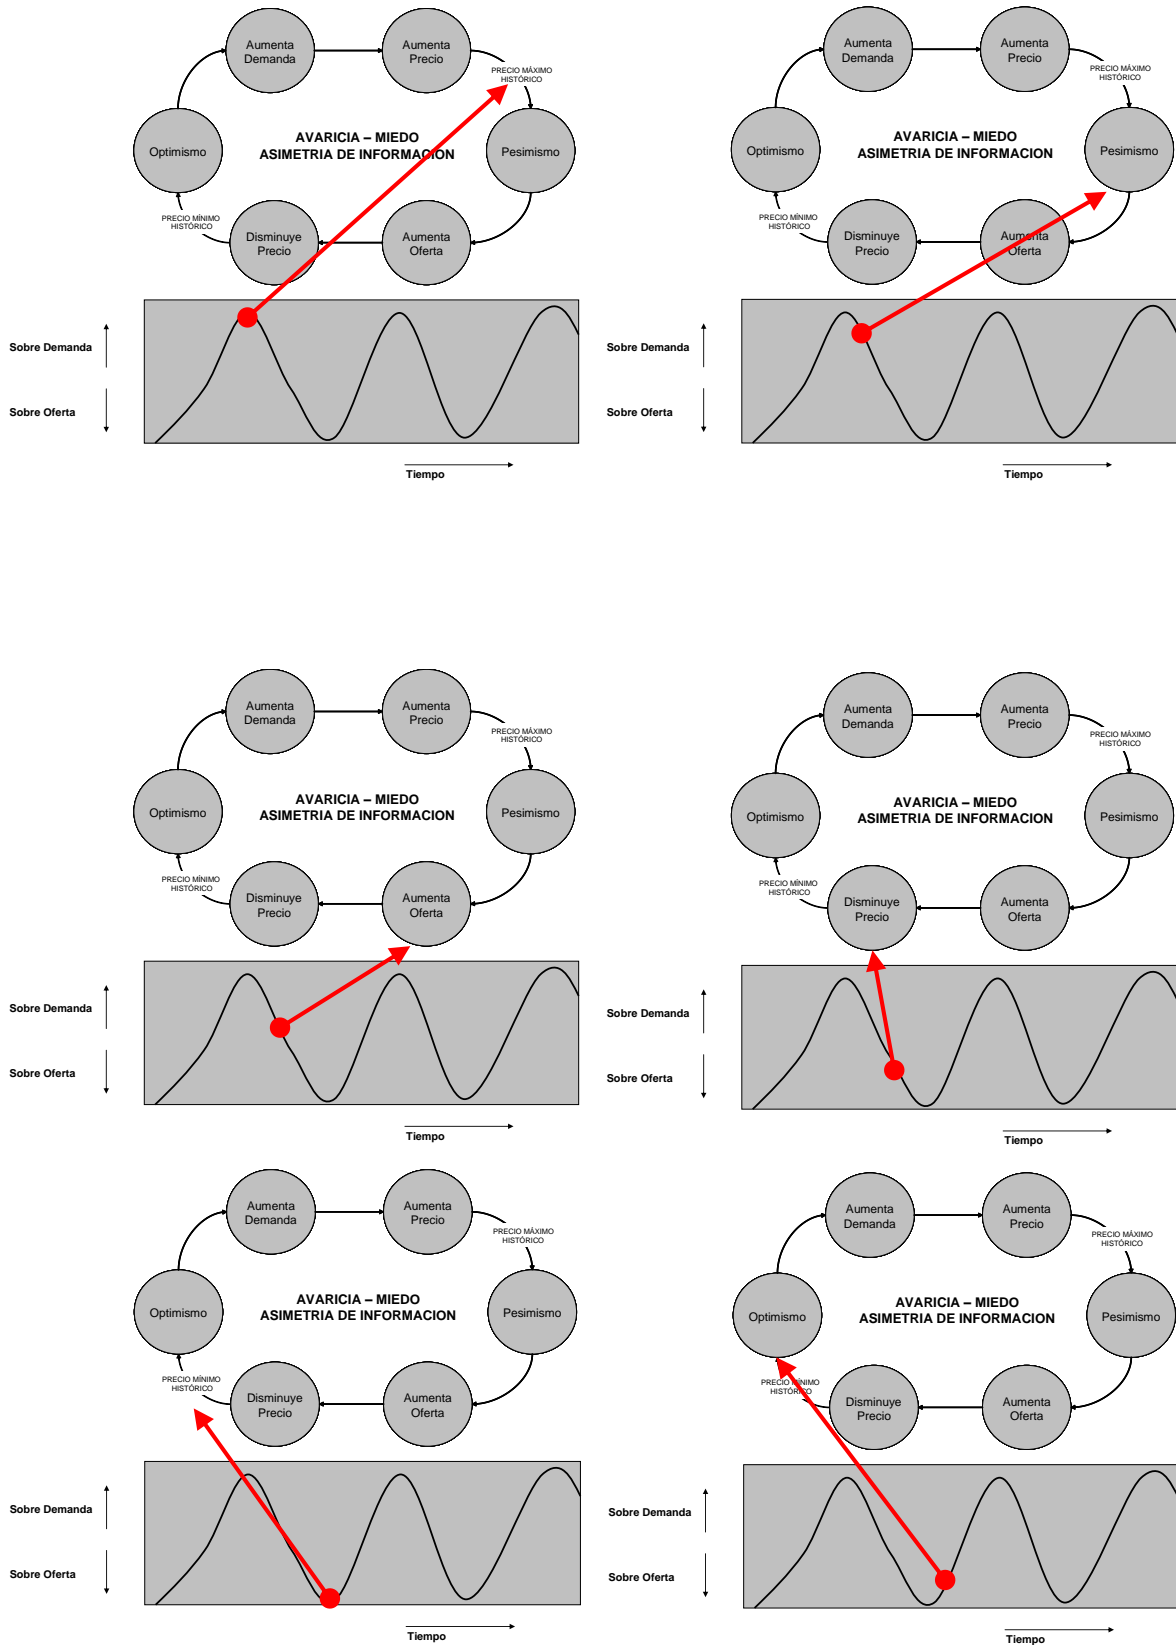 Aumenta
Demanda
Aumenta
Precio
PRECIO MÁXIMO
HISTÓRICO
Optimismo
AVARICIA – MIEDO
ASIMETRIA DE INFORMACION
Pesimismo
PRECIO MÍNIMO
HISTÓRICO
Disminuye
Precio
Aumenta
Oferta
Sobre Demanda
Sobre Oferta
Tiempo
Aumenta
Demanda
Aumenta
Precio
PRECIO MÁXIMO
HISTÓRICO
Optimismo
AVARICIA – MIEDO
ASIMETRIA DE INFORMACION
Pesimismo
PRECIO MÍNIMO
HISTÓRICO
Disminuye
Precio
Aumenta
Oferta
Sobre Demanda
Sobre Oferta
Tiempo
Aumenta
Demanda
Aumenta
Precio
PRECIO MÁXIMO
HISTÓRICO
Optimismo
AVARICIA – MIEDO
ASIMETRIA DE INFORMACION
Pesimismo
PRECIO MÍNIMO
HISTÓRICO
Disminuye
Precio
Aumenta
Oferta
Sobre Demanda
Sobre Oferta
Tiempo
Aumenta
Demanda
Aumenta
Precio
PRECIO MÁXIMO
HISTÓRICO
Optimismo
AVARICIA – MIEDO
ASIMETRIA DE INFORMACION
Pesimismo
PRECIO MÍNIMO
HISTÓRICO
Disminuye
Precio
Aumenta
Oferta
Sobre Demanda
Sobre Oferta
Tiempo
Aumenta
Demanda
Aumenta
Precio
PRECIO MÁXIMO
HISTÓRICO
Optimismo
AVARICIA – MIEDO
ASIMETRIA DE INFORMACION
Pesimismo
PRECIO MÍNIMO
HISTÓRICO
Disminuye
Precio
Aumenta
Oferta
Sobre Demanda
Sobre Oferta
Tiempo
Aumenta
Demanda
Aumenta
Precio
PRECIO MÁXIMO
HISTÓRICO
Optimismo
AVARICIA – MIEDO
ASIMETRIA DE INFORMACION
Pesimismo
PRECIO MÍNIMO
HISTÓRICO
Disminuye
Precio
Aumenta
Oferta
Sobre Demanda
Sobre Oferta
Tiempo